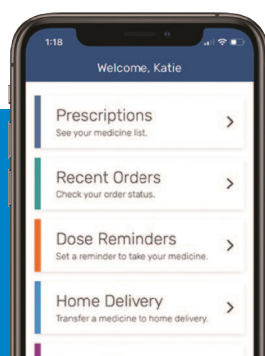 1:18
Welcome, Katie
Prescriptions
See your medicine list.
Recent Orders
Check your order status.
Dose Reminders
Set a reminder to take your medicine.
Home Delivery
Transfer a medicine to home delivery.